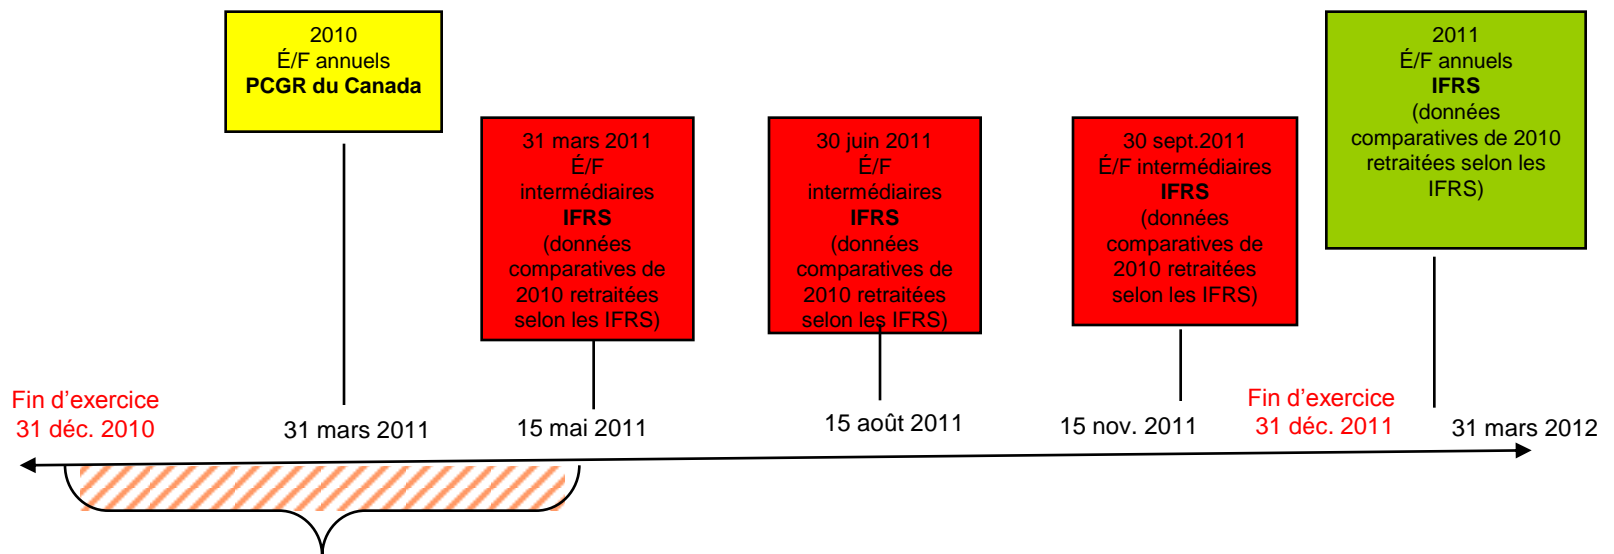 2010
É/F annuels
PCGR du Canada
31 mars 2011
É/F
intermédiaires
IFRS
(données
comparatives de
2010 retraitées
selon les IFRS)
30 juin 2011
É/F
intermédiaires
IFRS
(données
comparatives de
2010 retraitées
selon les IFRS)
30 sept.2011
É/F intermédiaires
IFRS
(données
comparatives de
2010 retraitées
selon les IFRS)
2011
É/F annuels
IFRS
(données
comparatives de 2010
retraitées selon les
IFRS)
Fin d’exercice
31 déc. 2010
31 mars 2011
15 mai 2011
15 août 2011
15 nov. 2011
Fin d’exercice
31 déc. 2011
31 mars 2012